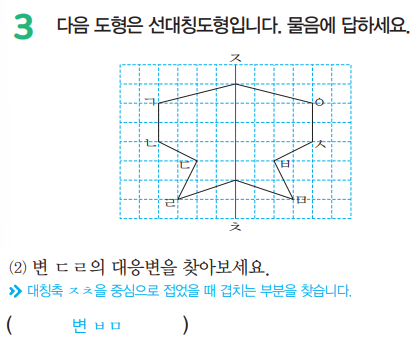 3 다음 도형은 선대칭도형입니다. 물음에 답하세요.
ㅈ
ㄱ ㅇ
ㄴ ㅅ
ㄷ ㅂ
ㄹ ㅁ
ㅊ
(2) 변 ㄷㄹ의 대응변을 찾아보세요.
대칭축 ㅈㅊ을 중심으로 접었을 때 겹치는 부분을 찾습니다.
( 변 ㅂㅁ )